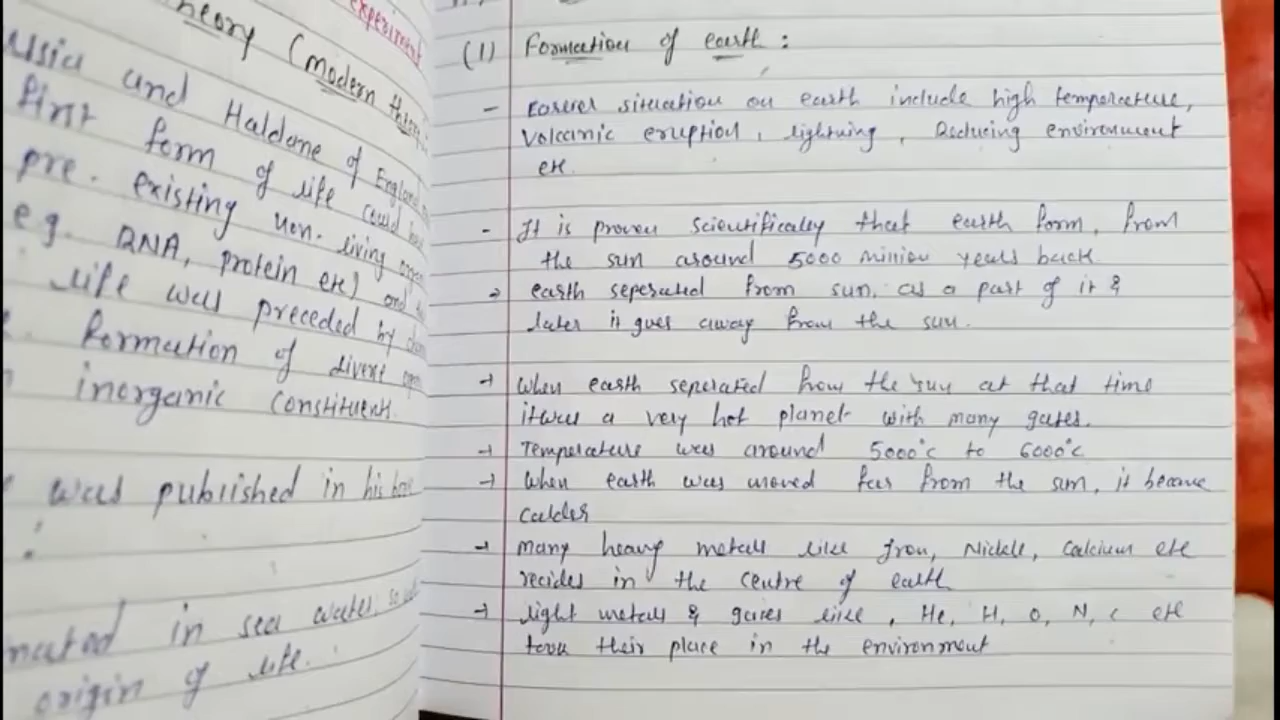 experiment
heory (modern theory
ussia and Haldane of England
first form of life could
pre. existing non. living
e.g. RNA, protein etc) and
life was preceded by
formation of divers
inorganic constituents.
was published in his
:
mated in sea water
origin of life.
(1) Formation of earth :
- Earlier situation on earth include high temperature,
Volcanic eruption, lightning, Reducing environment
etc.
- It is proven scientifically that earth form, from
the sun around 5000 million years back
→ earth seperated from sun, as a part of it &
later it goes away from the sun.
→ When earth seperated from the sun at that time
it was a very hot planet with many gases.
→ Temperature was around 5000°c to 6000°c
→ When earth was moved far from the sun, it became
colder
→ many heavy metals like Iron, Nickle, Calcium etc
recides in the centre of earth
→ light metals & gases like, He, H, O, N, C etc
took their place in the environment